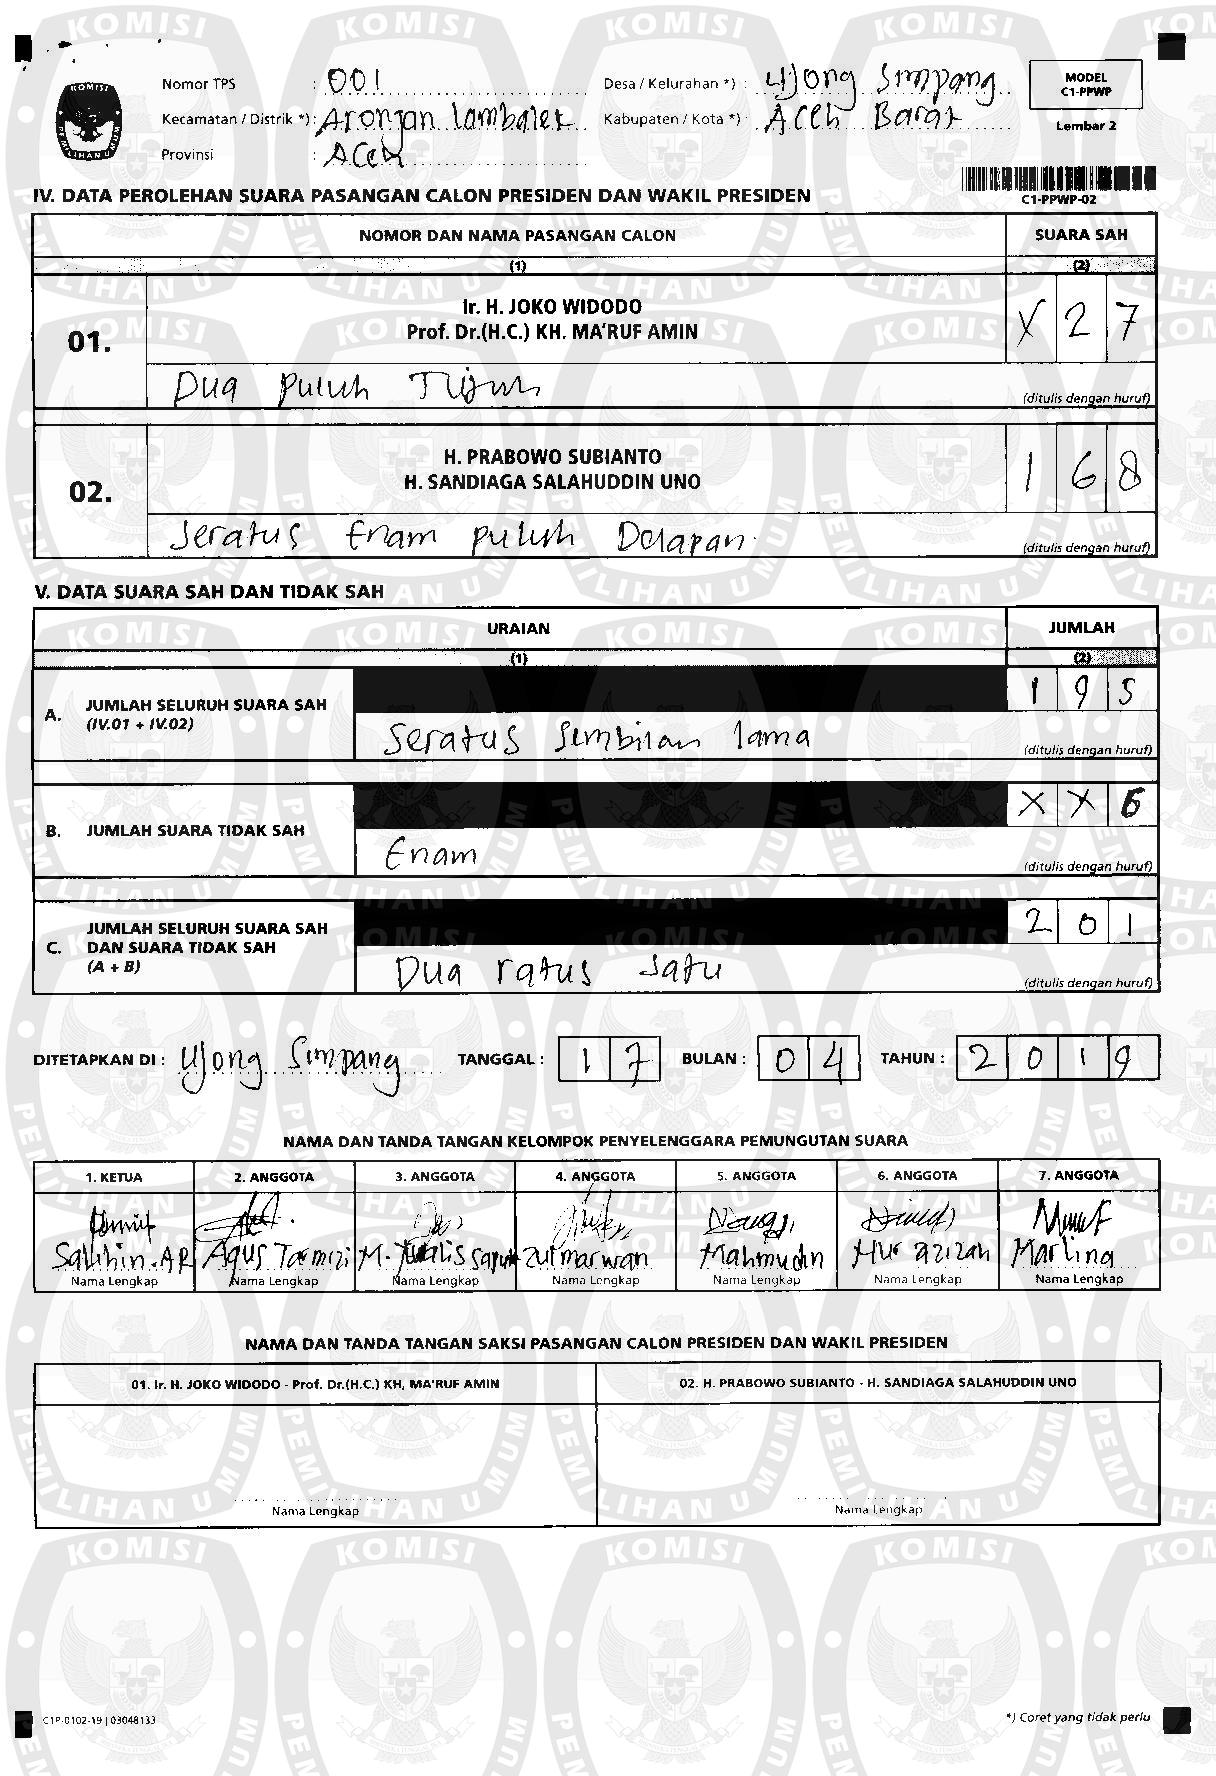 Nomor TPS : 001
Desa / Kelurahan *) : Ujong Simpang
MODEL
C1-PPWP
Kecamatan / Distrik *) : Arongan lambalek
Kabupaten / Kota *) : Aceh Barat
Lembar 2
Provinsi : Aceh
IV. DATA PEROLEHAN SUARA PASANGAN CALON PRESIDEN DAN WAKIL PRESIDEN
C1-PPWP-02
NOMOR DAN NAMA PASANGAN CALON SUARA SAH
(1) (2)
01. Ir. H. JOKO WIDODO
Prof. Dr.(H.C.) KH. MA'RUF AMIN
X 2 7
Dua puluh Tujuh
(ditulis dengan huruf)
02. H. PRABOWO SUBIANTO
H. SANDIAGA SALAHUDDIN UNO
1 6 8
Seratus Enam puluh Delapan
(ditulis dengan huruf)
V. DATA SUARA SAH DAN TIDAK SAH
URAIAN JUMLAH
(1) (2)
A. JUMLAH SELURUH SUARA SAH
(IV.01 + IV.02)
1 9 5
Seratus Sembilan lama
(ditulis dengan huruf)
B. JUMLAH SUARA TIDAK SAH
X X 6
Enam
(ditulis dengan huruf)
C. JUMLAH SELURUH SUARA SAH
DAN SUARA TIDAK SAH
(A + B)
2 0 1
Dua ratus satu
(ditulis dengan huruf)
DITETAPKAN DI : Ujong Simpang TANGGAL : 1 7 BULAN : 0 4 TAHUN : 2 0 1 9
NAMA DAN TANDA TANGAN KELOMPOK PENYELENGGARA PEMUNGUTAN SUARA
1. KETUA 2. ANGGOTA 3. ANGGOTA 4. ANGGOTA 5. ANGGOTA 6. ANGGOTA 7. ANGGOTA
Salihin.AR Agus Tarmizi Zulmarwan Mahmudin Nur azizah Marlina
Nama Lengkap Nama Lengkap Nama Lengkap Nama Lengkap Nama Lengkap Nama Lengkap Nama Lengkap
NAMA DAN TANDA TANGAN SAKSI PASANGAN CALON PRESIDEN DAN WAKIL PRESIDEN
01. Ir. H. JOKO WIDODO - Prof. Dr.(H.C.) KH, MA'RUF AMIN
02. H. PRABOWO SUBIANTO - H. SANDIAGA SALAHUDDIN UNO
Nama Lengkap Nama Lengkap
C1P-0102-19 | 03048133
*) Coret yang tidak perlu